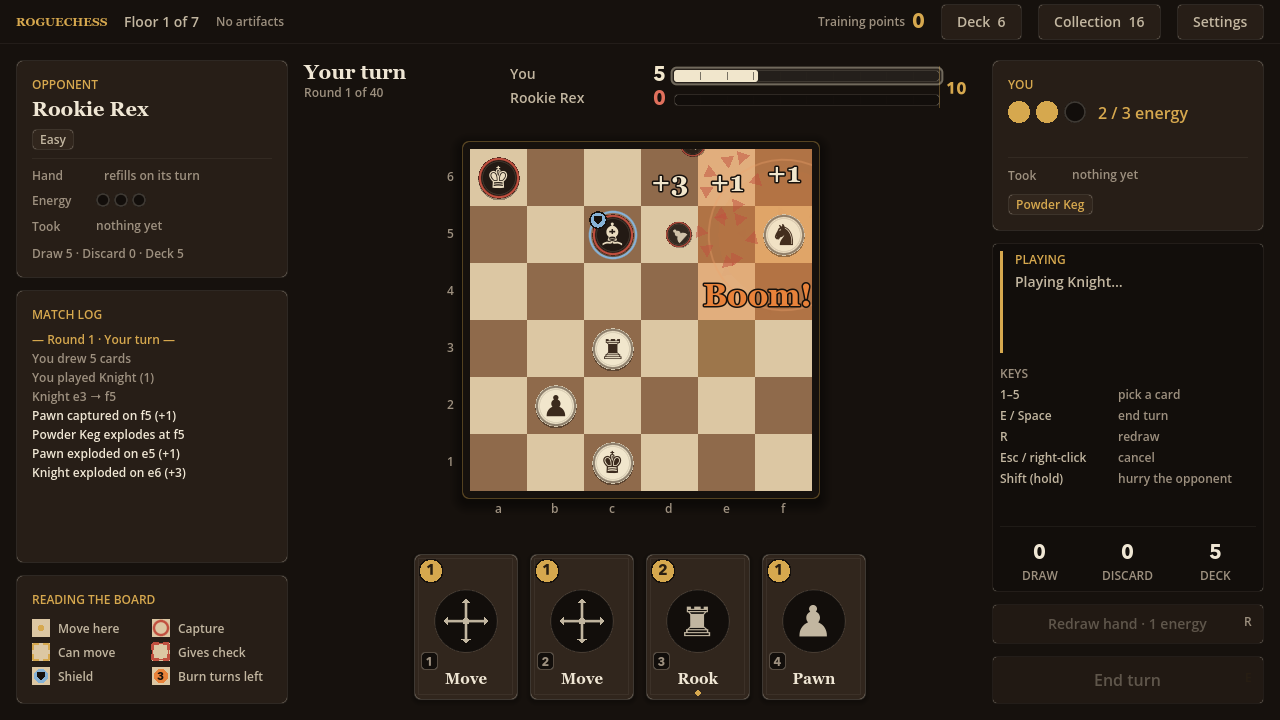 ROGUECHESS Floor 1 of 7 No artifacts Training points 0 Deck 6 Collection 16 Settings
OPPONENT
Rookie Rex
Easy
Hand refills on its turn
Energy
Took nothing yet
Draw 5 · Discard 0 · Deck 5
MATCH LOG
— Round 1 · Your turn —
You drew 5 cards
You played Knight (1)
Knight e3 → f5
Pawn captured on f5 (+1)
Powder Keg explodes at f5
Pawn exploded on e5 (+1)
Knight exploded on e6 (+3)
READING THE BOARD
Move here Capture
Can move Gives check
Shield 3 Burn turns left
Your turn
Round 1 of 40
You 5
Rookie Rex 0
10
6
5
4
3
2
1
+3 +1 +1
Boom!
a b c d e f
1 1 Move
1 2 Move
2 3 Rook
1 4 Pawn
YOU
2 / 3 energy
Took nothing yet
Powder Keg
PLAYING
Playing Knight...
KEYS
1–5 pick a card
E / Space end turn
R redraw
Esc / right-click cancel
Shift (hold) hurry the opponent
0 0 5
DRAW DISCARD DECK
Redraw hand · 1 energy R
End turn